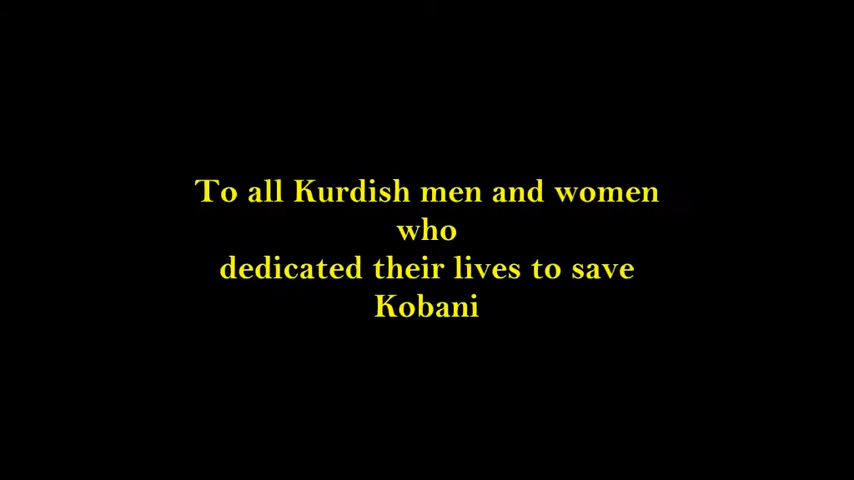 To all Kurdish men and women
who
dedicated their lives to save
Kobani